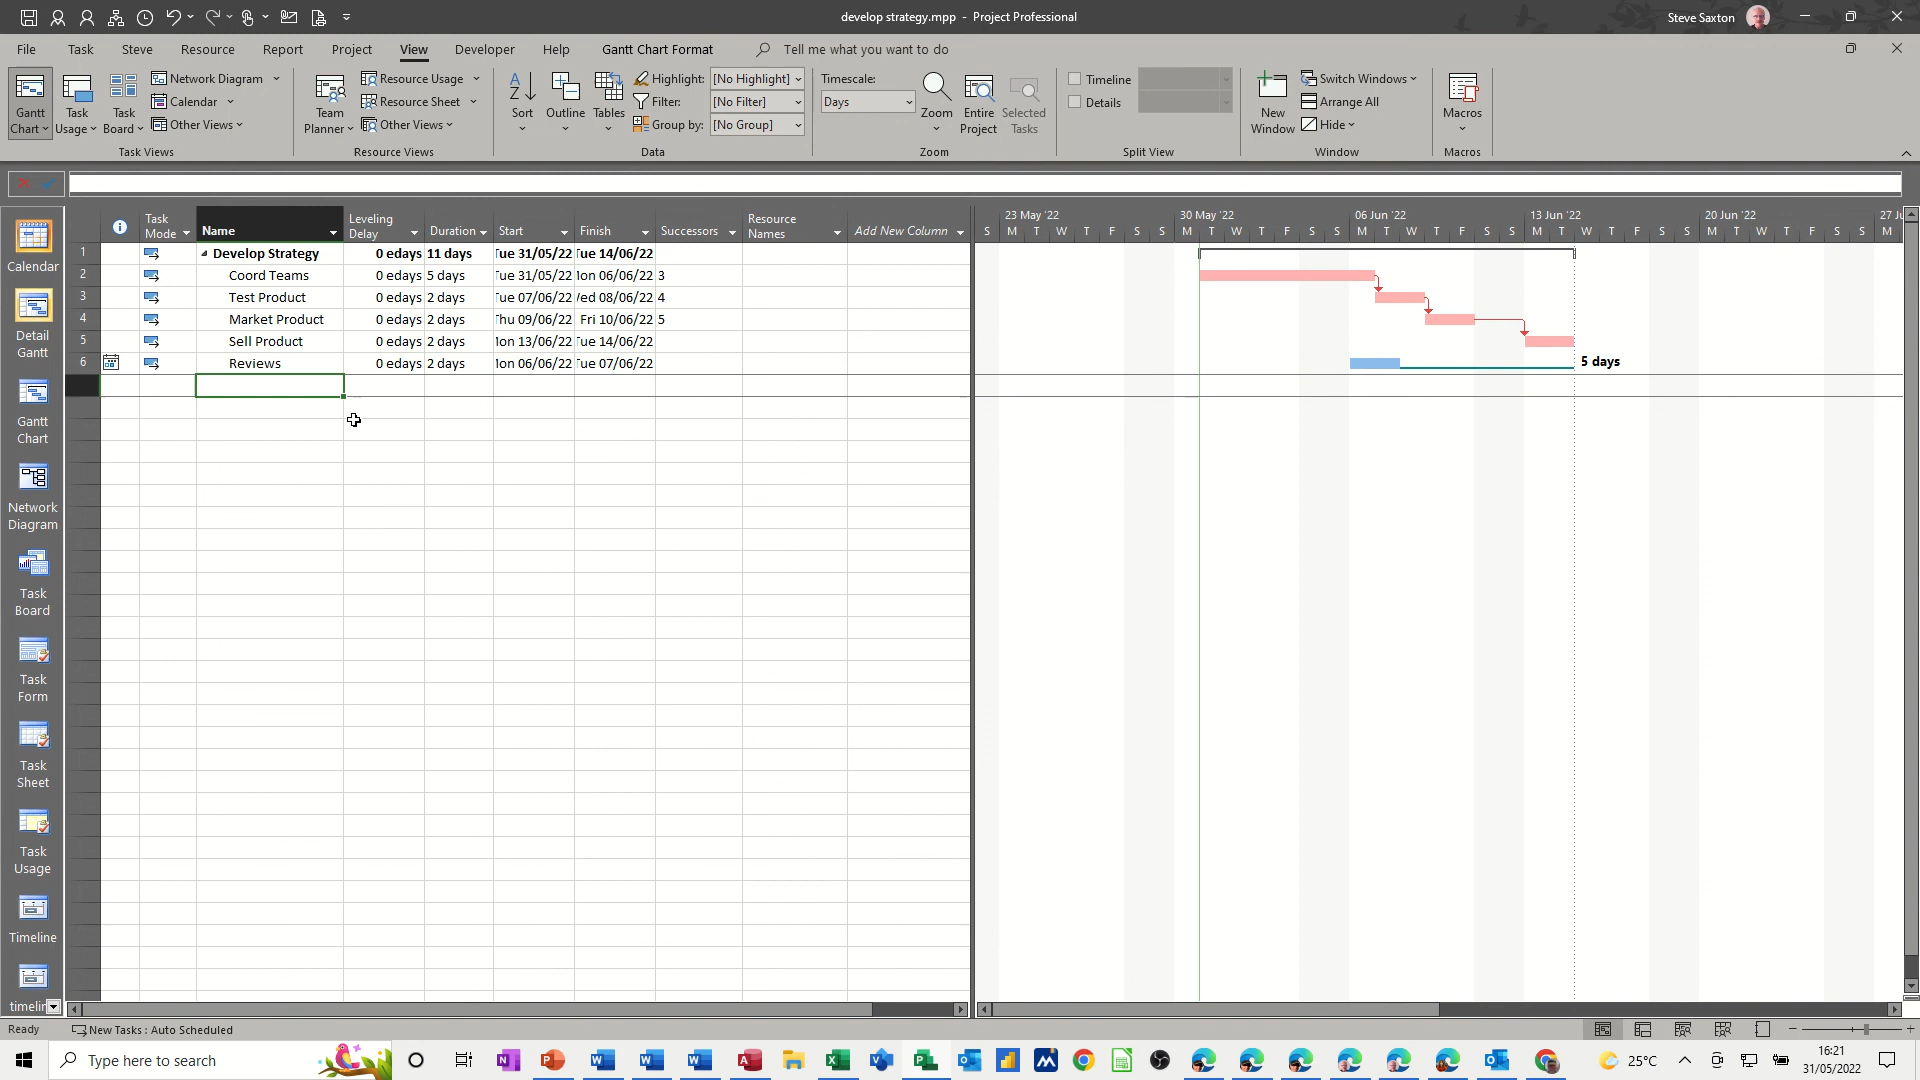 develop strategy.mpp - Project Professional
Steve Saxton
File Task Steve Resource Report Project View Developer Help Gantt Chart Format Tell me what you want to do
Gantt Chart
Task Usage
Task Board
Network Diagram
Calendar
Other Views
Task Views
Team Planner
Resource Usage
Resource Sheet
Other Views
Resource Views
Sort
Outline
Tables
Highlight: [No Highlight]
Filter: [No Filter]
Group by: [No Group]
Data
Timescale:
Days
Zoom
Entire Project
Selected Tasks
Zoom
Timeline
Details
Split View
New Window
Switch Windows
Arrange All
Hide
Window
Macros
Macros
Task Mode Name Leveling Delay Duration Start Finish Successors Resource Names Add New Column
1 Develop Strategy 0 edays 11 days Tue 31/05/22 Tue 14/06/22
2 Coord Teams 0 edays 5 days Tue 31/05/22 Mon 06/06/22 3
3 Test Product 0 edays 2 days Tue 07/06/22 Wed 08/06/22 4
4 Market Product 0 edays 2 days Thu 09/06/22 Fri 10/06/22 5
5 Sell Product 0 edays 2 days Mon 13/06/22 Tue 14/06/22
6 Reviews 0 edays 2 days Mon 06/06/22 Tue 07/06/22
23 May '22 30 May '22 06 Jun '22 13 Jun '22 20 Jun '22 27 Ju
S M T W T F S S M T W T F S S M T W T F S S M T W T F S S M T W T F S S M
5 days
Calendar
Detail Gantt
Gantt Chart
Network Diagram
Task Board
Task Form
Task Sheet
Task Usage
Timeline
timelin
Ready New Tasks : Auto Scheduled
Type here to search
25°C
16:21
31/05/2022